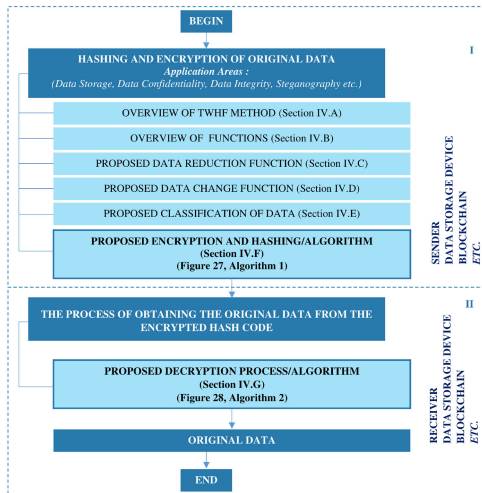 BEGIN
I
HASHING AND ENCRYPTION OF ORIGINAL DATA
Application Areas :
(Data Storage, Data Confidentiality, Data Integrity, Steganography etc.)
OVERVIEW OF TWHF METHOD (Section IV.A)
OVERVIEW OF FUNCTIONS (Section IV.B)
PROPOSED DATA REDUCTION FUNCTION (Section IV.C)
PROPOSED DATA CHANGE FUNCTION (Section IV.D)
PROPOSED CLASSIFICATION OF DATA (Section IV.E)
PROPOSED ENCRYPTION AND HASHING/ALGORITHM
(Section IV.F)
(Figure 27, Algorithm 1)
SENDER
DATA STORAGE DEVICE
BLOCKCHAIN
ETC.
II
THE PROCESS OF OBTAINING THE ORIGINAL DATA FROM THE
ENCRYPTED HASH CODE
PROPOSED DECRYPTION PROCESS/ALGORITHM
(Section IV.G)
(Figure 28, Algorithm 2)
ORIGINAL DATA
END
RECEIVER
DATA STORAGE DEVICE
BLOCKCHAIN
ETC.